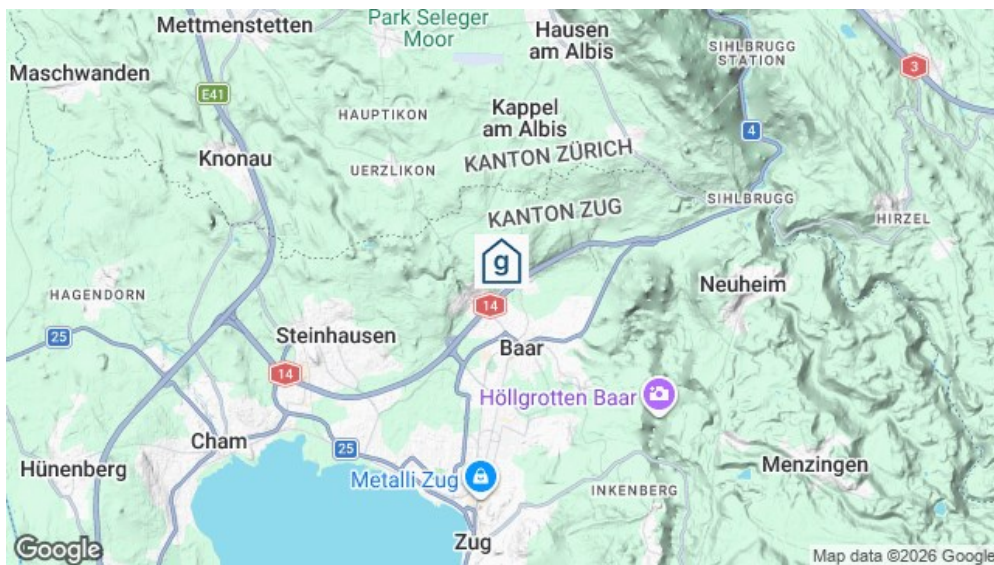 Mettmenstetten
Park Seleger
Moor
Hausen
am Albis
SIHLBRUGG
STATION
3
Maschwanden
E41
HAUPTIKON
Kappel
am Albis
4
Knonau
UERZLIKON
KANTON ZÜRICH
SIHLBRUGG
KANTON ZUG
HIRZEL
g
HAGENDORN
14
Neuheim
25
Steinhausen
Baar
14
Höllgrotten Baar
Cham
25
Hünenberg
Metalli Zug
INKENBERG
Menzingen
Zug
Google
Map data ©2026 Google